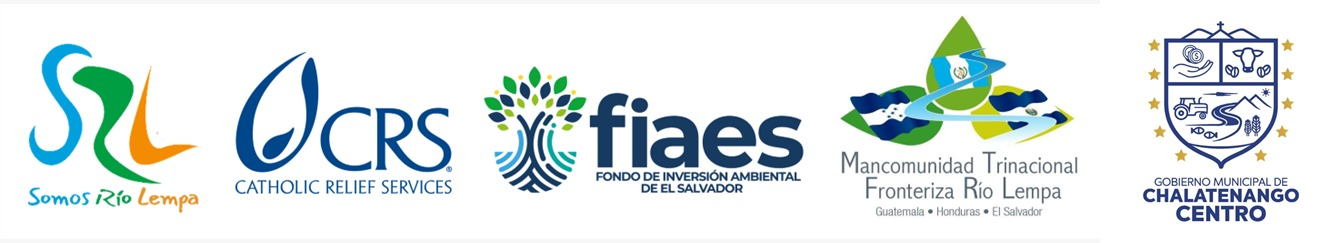 SRL
Somos Río Lempa
CRS
CATHOLIC RELIEF SERVICES
fiaes
FONDO DE INVERSIÓN AMBIENTAL
DE EL SALVADOR
Mancomunidad Trinacional
Fronteriza Río Lempa
Guatemala • Honduras • El Salvador
GOBIERNO MUNICIPAL DE
CHALATENANGO
CENTRO